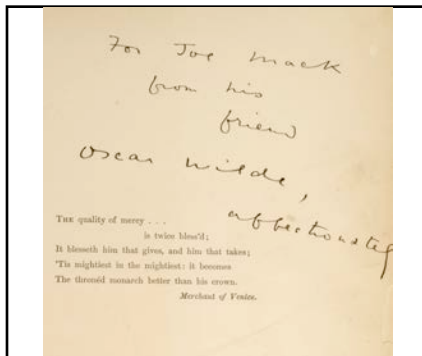 For Joe Mack
from his
friend
Oscar Wilde,
affectionately
THE quality of mercy . . .
is twice bless'd;
It blesseth him that gives, and him that takes;
'Tis mightiest in the mightiest: it becomes
The thronéd monarch better than his crown.
Merchant of Venice.